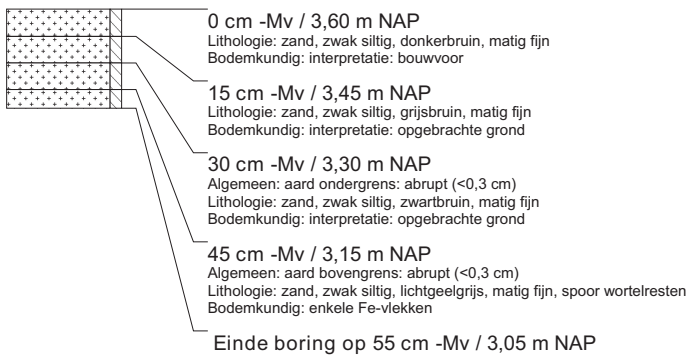 0 cm -Mv / 3,60 m NAP
Lithologie: zand, zwak siltig, donkerbruin, matig fijn
Bodemkundig: interpretatie: bouwvoor
15 cm -Mv / 3,45 m NAP
Lithologie: zand, zwak siltig, grijsbruin, matig fijn
Bodemkundig: interpretatie: opgebrachte grond
30 cm -Mv / 3,30 m NAP
Algemeen: aard ondergrens: abrupt (<0,3 cm)
Lithologie: zand, zwak siltig, zwartbruin, matig fijn
Bodemkundig: interpretatie: opgebrachte grond
45 cm -Mv / 3,15 m NAP
Algemeen: aard bovengrens: abrupt (<0,3 cm)
Lithologie: zand, zwak siltig, lichtgeelgrijs, matig fijn, spoor wortelresten
Bodemkundig: enkele Fe-vlekken
Einde boring op 55 cm -Mv / 3,05 m NAP